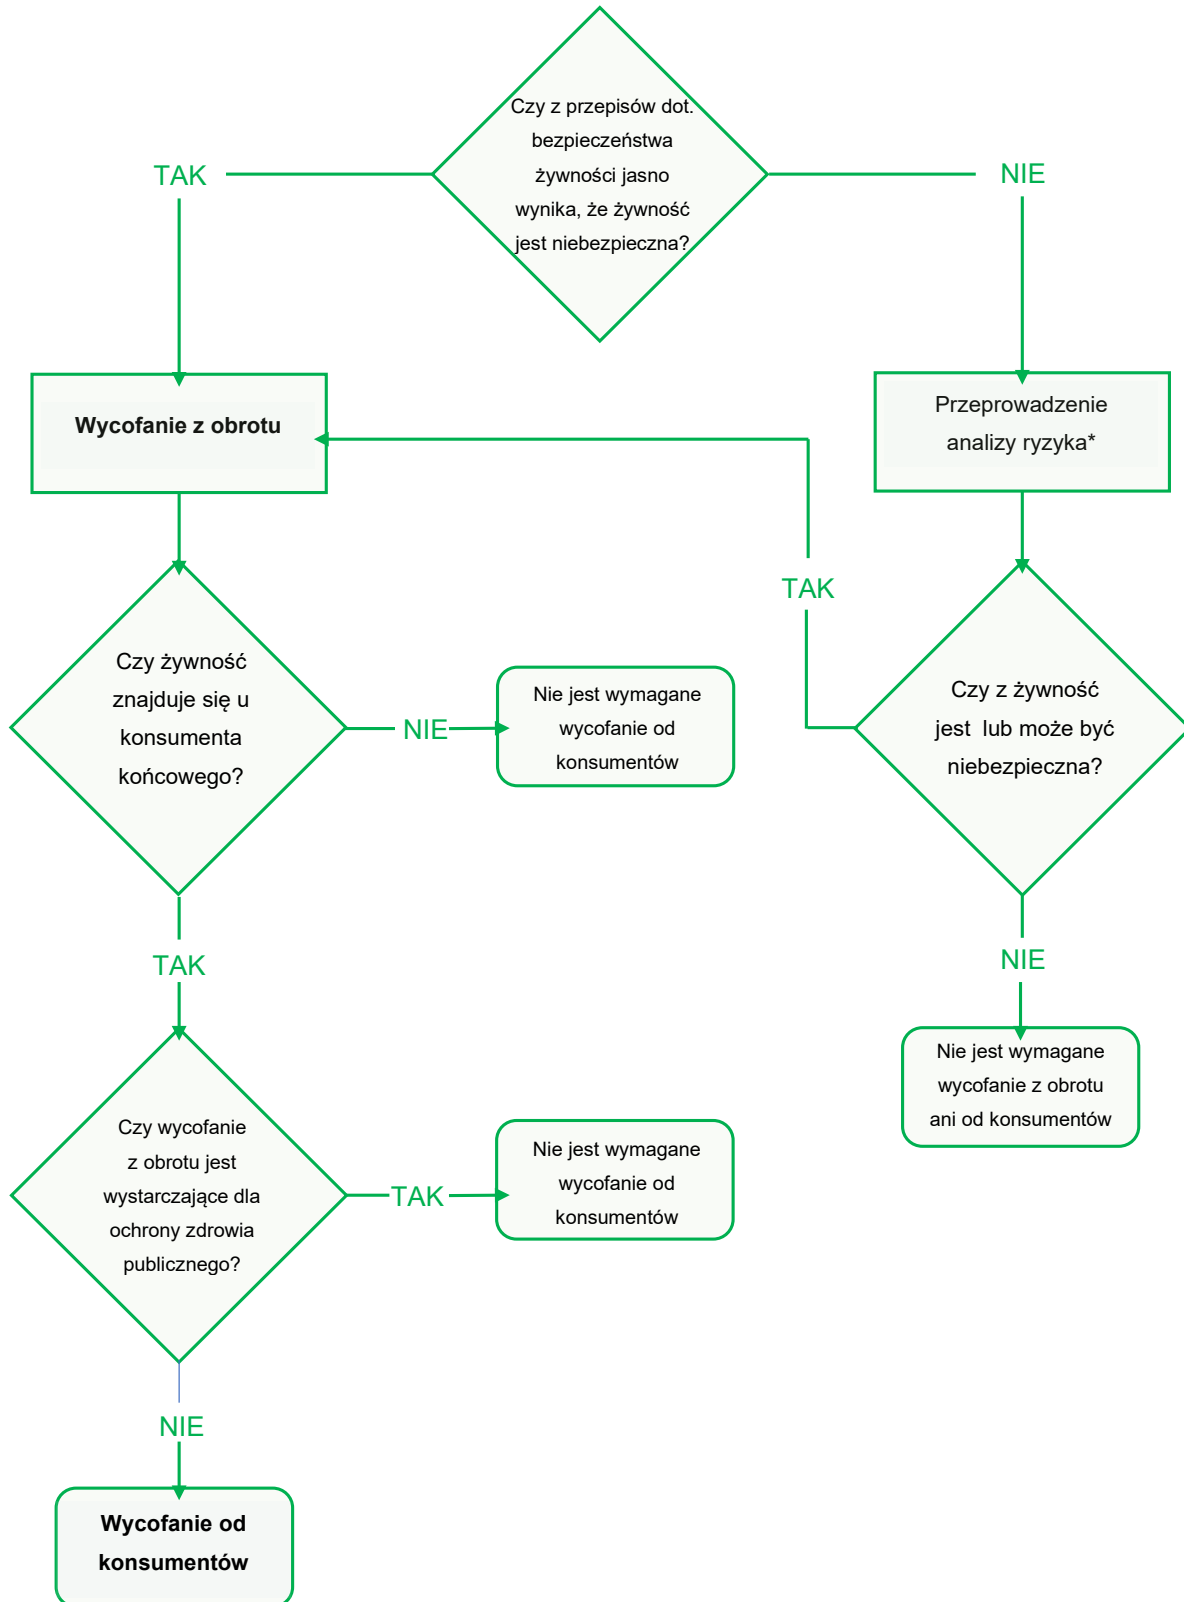 Czy z przepisów dot.
bezpieczeństwa
żywności jasno
wynika, że żywność
jest niebezpieczna?
TAK
NIE
Wycofanie z obrotu
Przeprowadzenie
analizy ryzyka*
TAK
Czy żywność
znajduje się u
konsumenta
końcowego?
NIE
Nie jest wymagane
wycofanie od
konsumentów
Czy z żywność
jest lub może być
niebezpieczna?
TAK
NIE
Nie jest wymagane
wycofanie z obrotu
ani od konsumentów
Czy wycofanie
z obrotu jest
wystarczające dla
ochrony zdrowia
publicznego?
TAK
Nie jest wymagane
wycofanie od
konsumentów
NIE
Wycofanie od
konsumentów